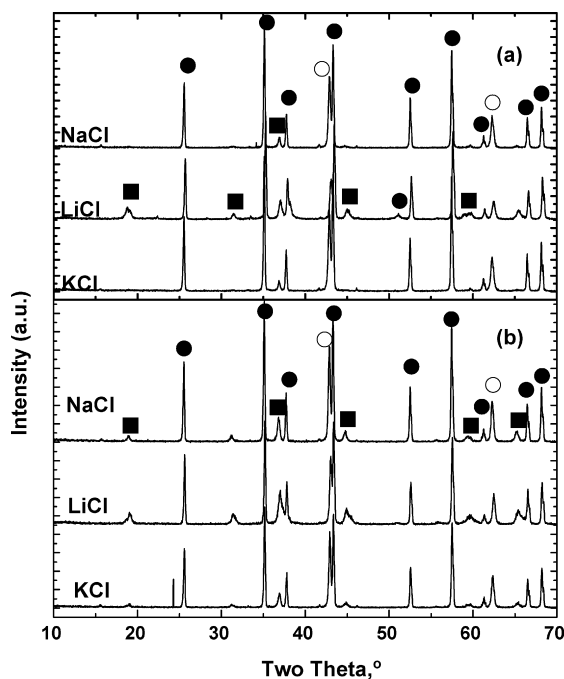 (a)
NaCl
LiCl
KCl
(b)
NaCl
LiCl
KCl
Intensity (a.u.)
10 20 30 40 50 60 70
Two Theta,°